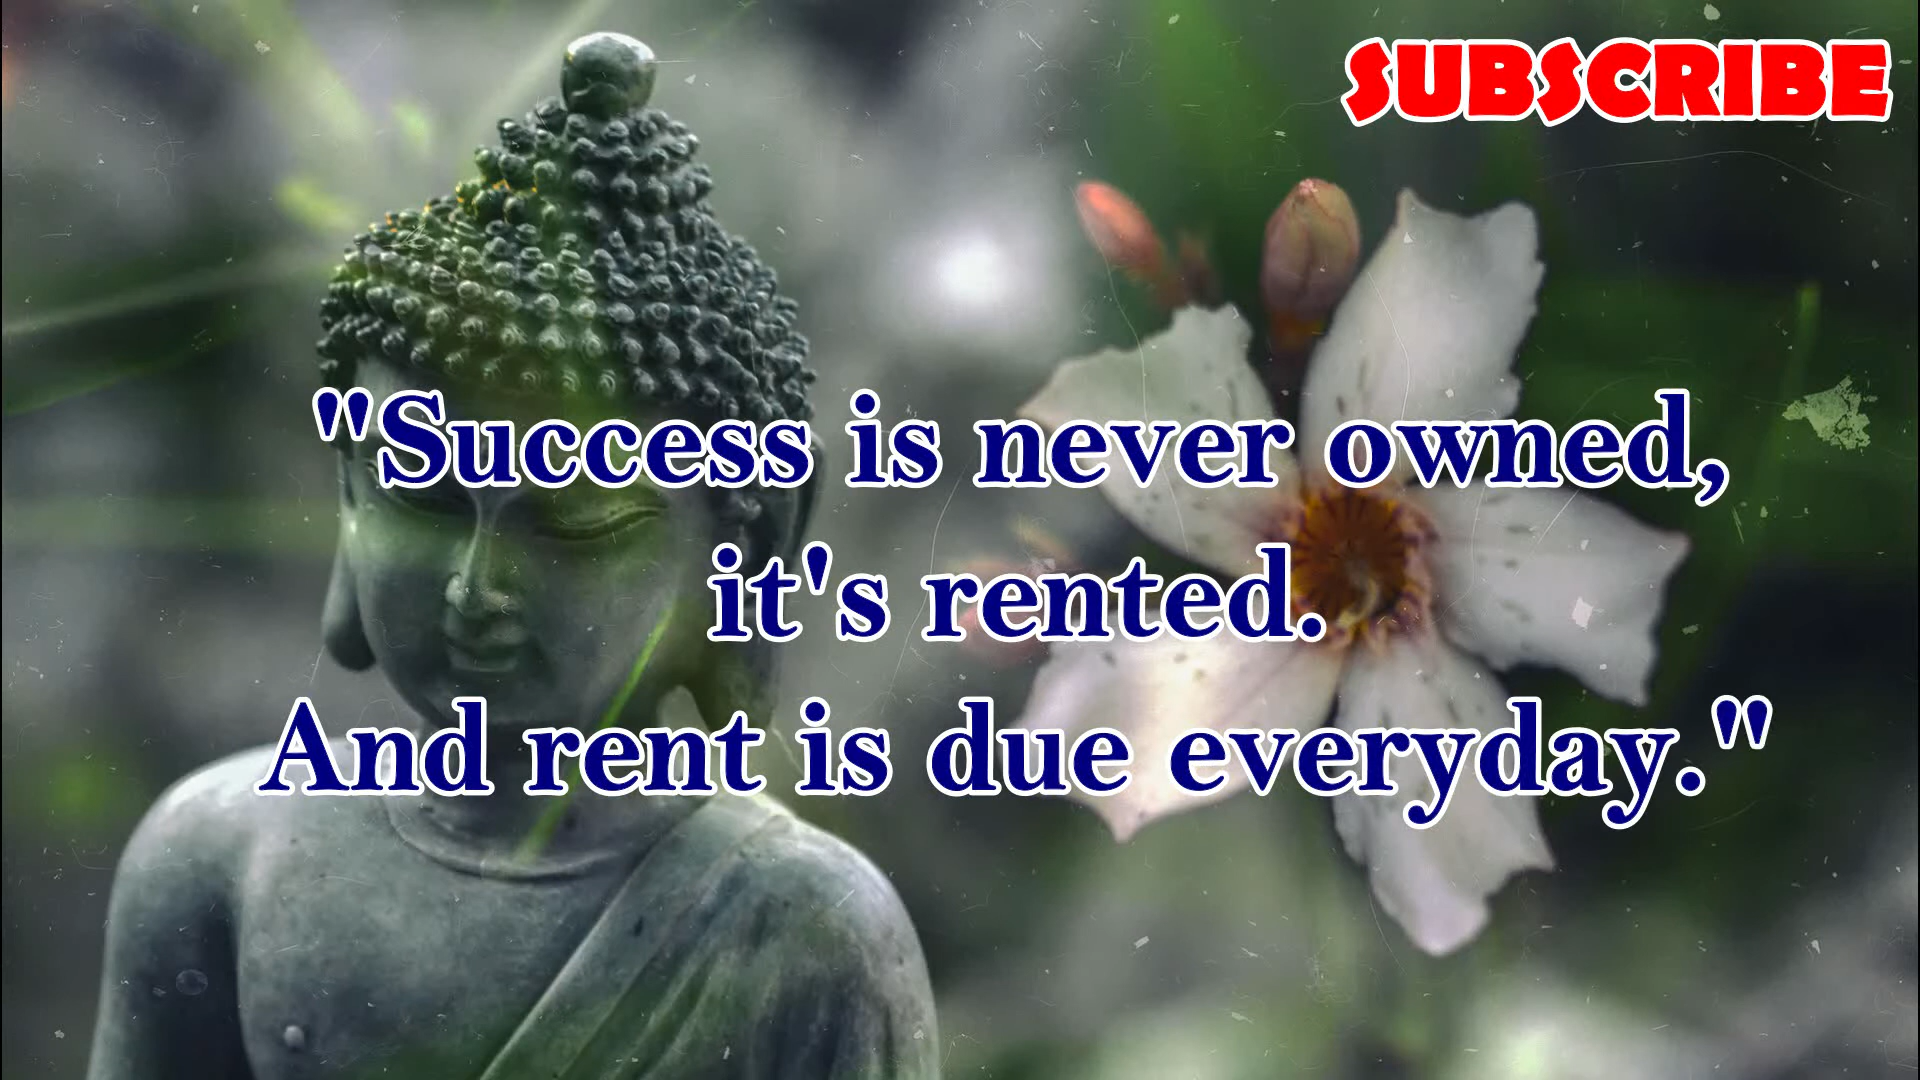 SUBSCRIBE
"Success is never owned,
it's rented.
And rent is due everyday."